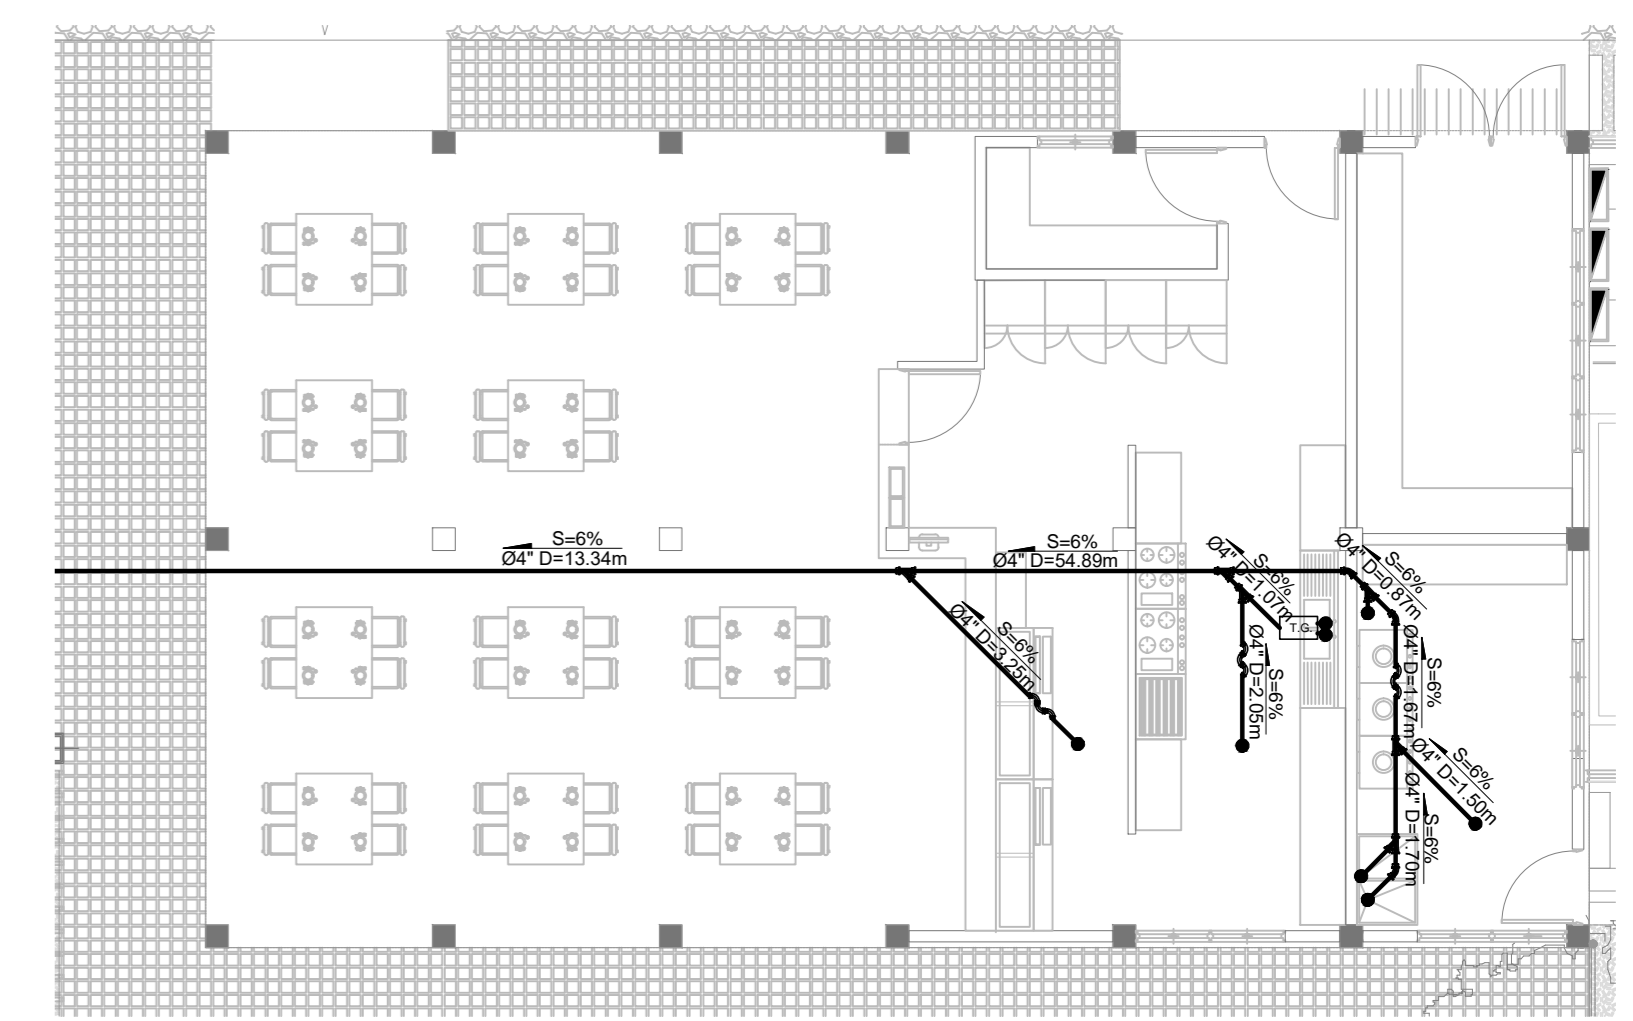 S=6%
Ø4" D=13.34m
S=6%
Ø4" D=54.89m
S=6%
Ø4" D=1.07m
S=6%
Ø4" D=0.87m
S=6%
Ø4" D=3.25m
T.G.
S=6%
Ø4" D=2.05m
S=6%
Ø4" D=1.67m
S=6%
Ø4" D=1.50m
S=6%
Ø4" D=1.70m